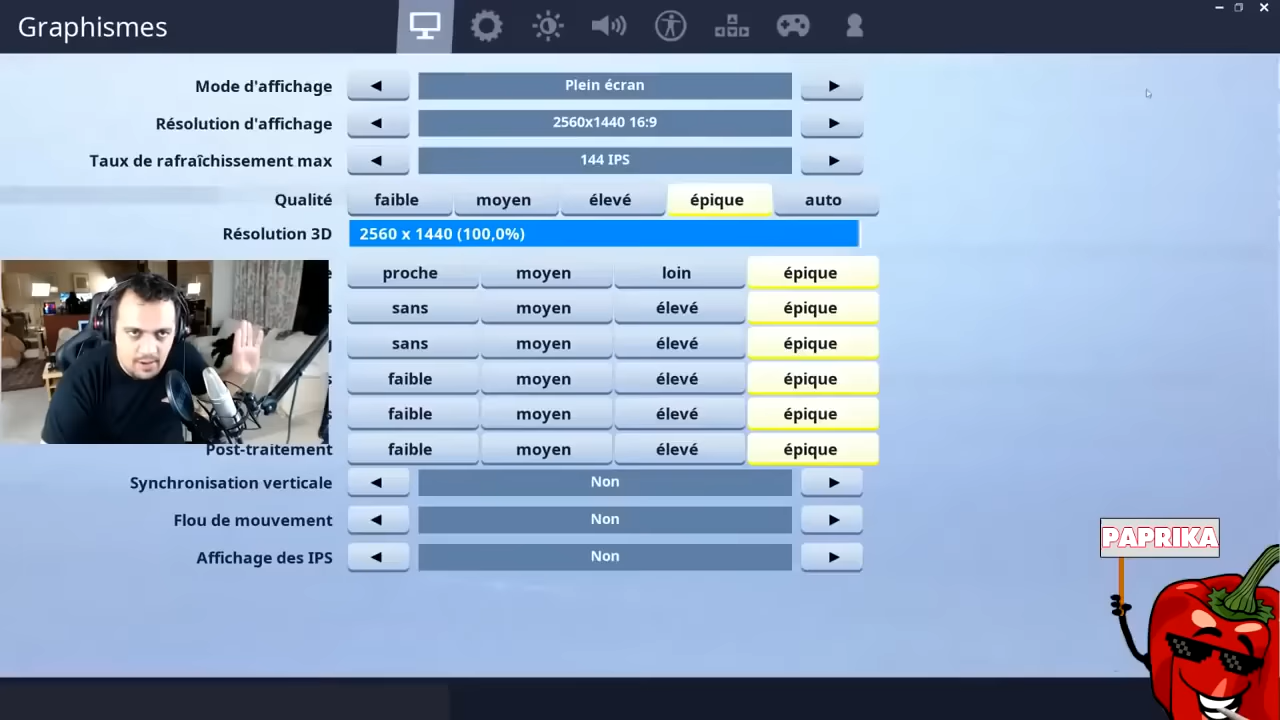 Graphismes
Mode d'affichage ◀ Plein écran ▶
Résolution d'affichage ◀ 2560x1440 16:9 ▶
Taux de rafraîchissement max ◀ 144 IPS ▶
Qualité faible moyen élevé épique auto
Résolution 3D 2560 x 1440 (100,0%)
proche moyen loin épique
sans moyen élevé épique
sans moyen élevé épique
faible moyen élevé épique
faible moyen élevé épique
Post-traitement faible moyen élevé épique
Synchronisation verticale ◀ Non ▶
Flou de mouvement ◀ Non ▶
Affichage des IPS ◀ Non ▶
PAPRIKA